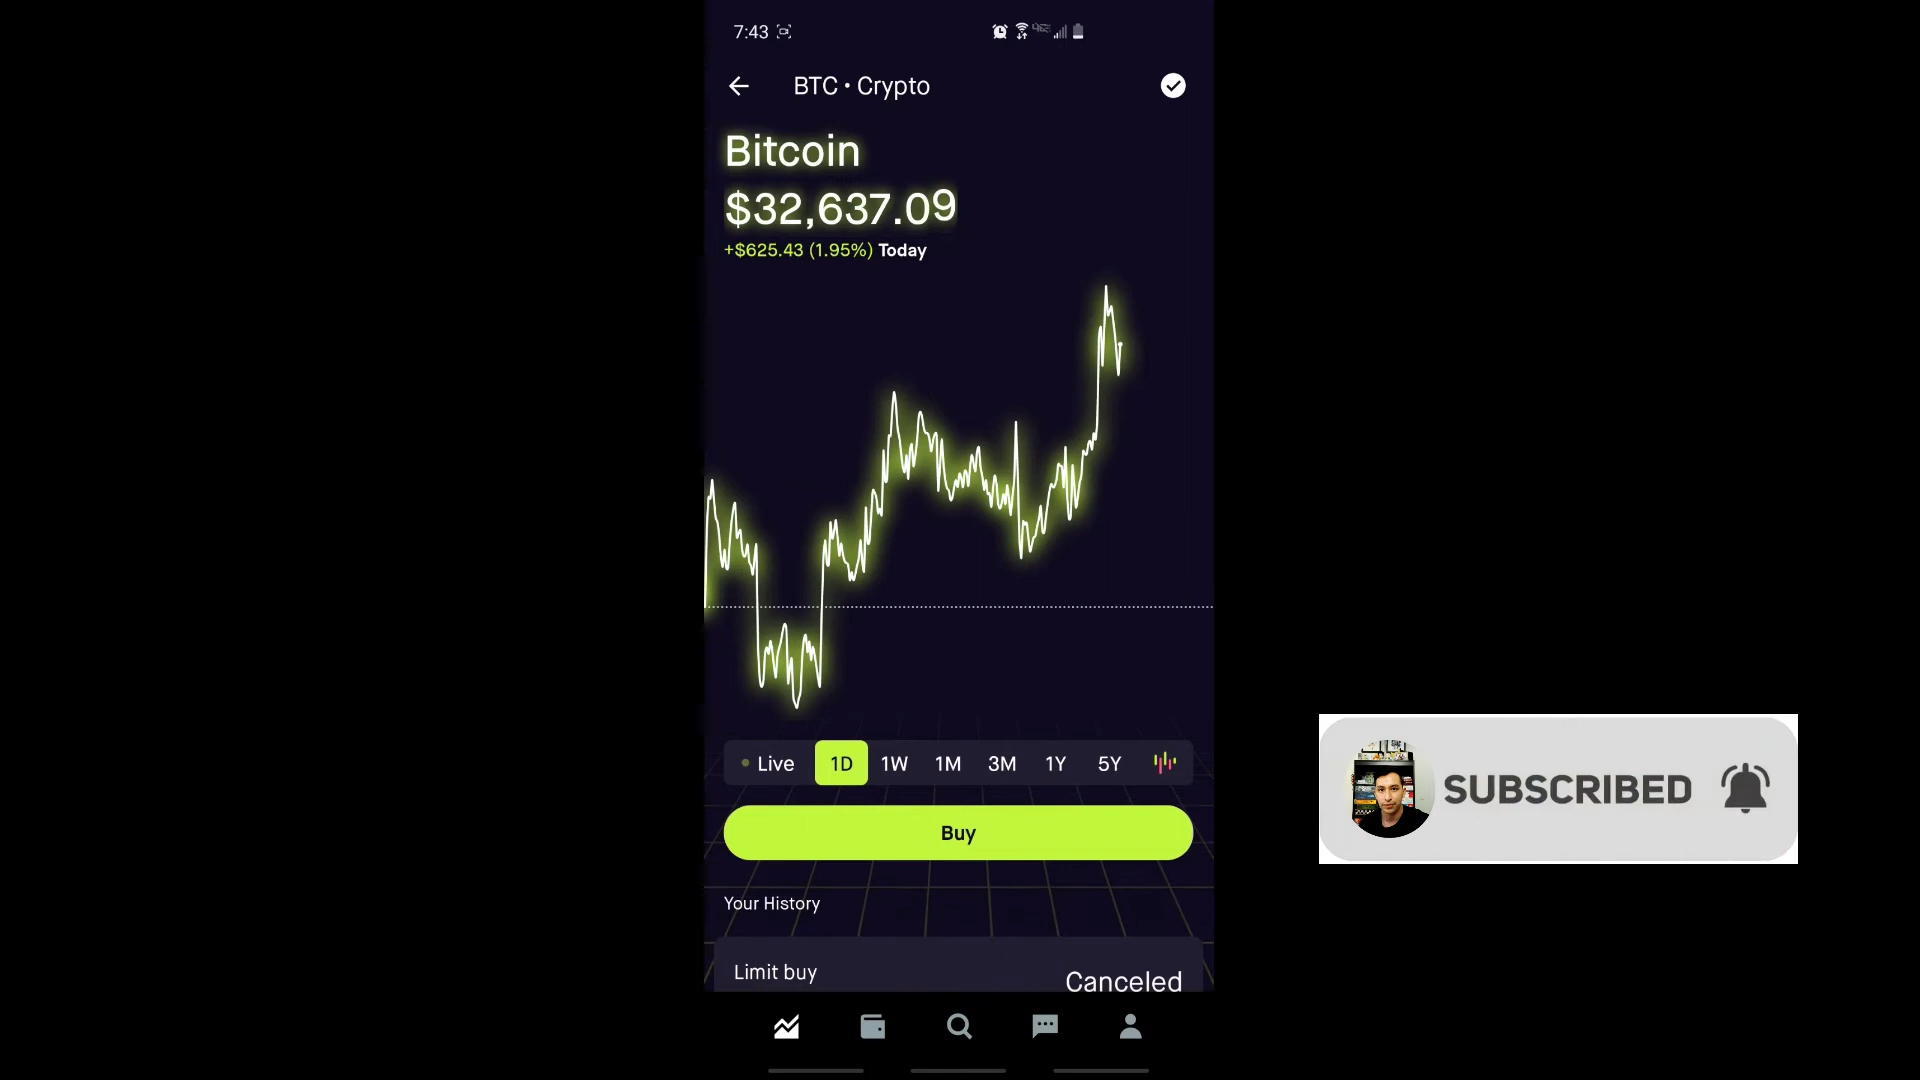 7:43
BTC • Crypto
Bitcoin
$32,637.09
+$625.43 (1.95%) Today
Live 1D 1W 1M 3M 1Y 5Y
Buy
Your History
Limit buy
Canceled
SUBSCRIBED